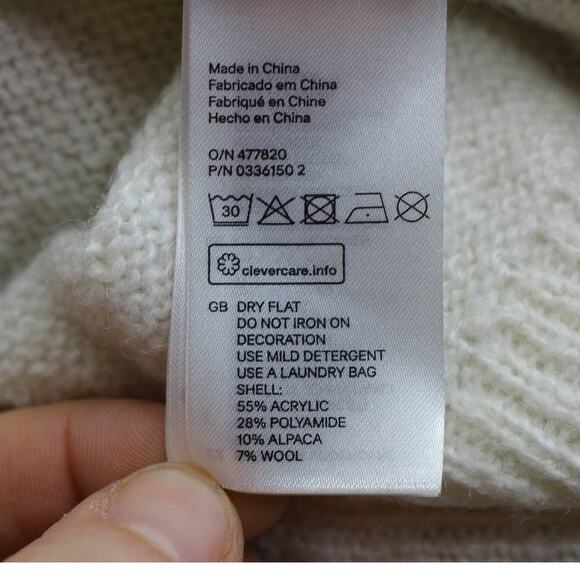 Made in China
Fabricado em China
Fabriqué en Chine
Hecho en China
O/N 477820
P/N 0336150 2
30
clevercare.info
GB DRY FLAT
DO NOT IRON ON
DECORATION
USE MILD DETERGENT
USE A LAUNDRY BAG
SHELL:
55% ACRYLIC
28% POLYAMIDE
10% ALPACA
7% WOOL